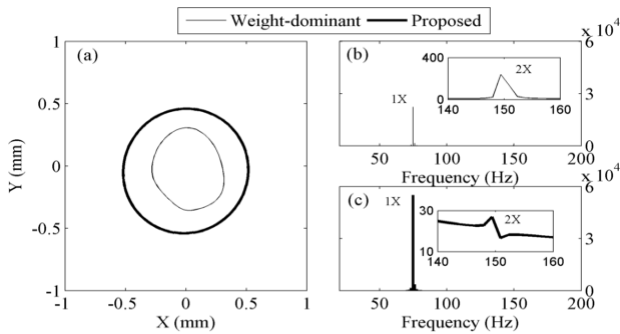 Weight-dominant Proposed
(a)
1
0.5
0
-0.5
-1
Y (mm)
-1 -0.5 0 0.5 1
X (mm)
(b)
x 10^4
6
3
0
1X
400
200
0
2X
140 150 160
50 100 150 200
Frequency (Hz)
(c)
x 10^4
6
3
0
1X
30
20
10
2X
140 150 160
50 100 150 200
Frequency (Hz)